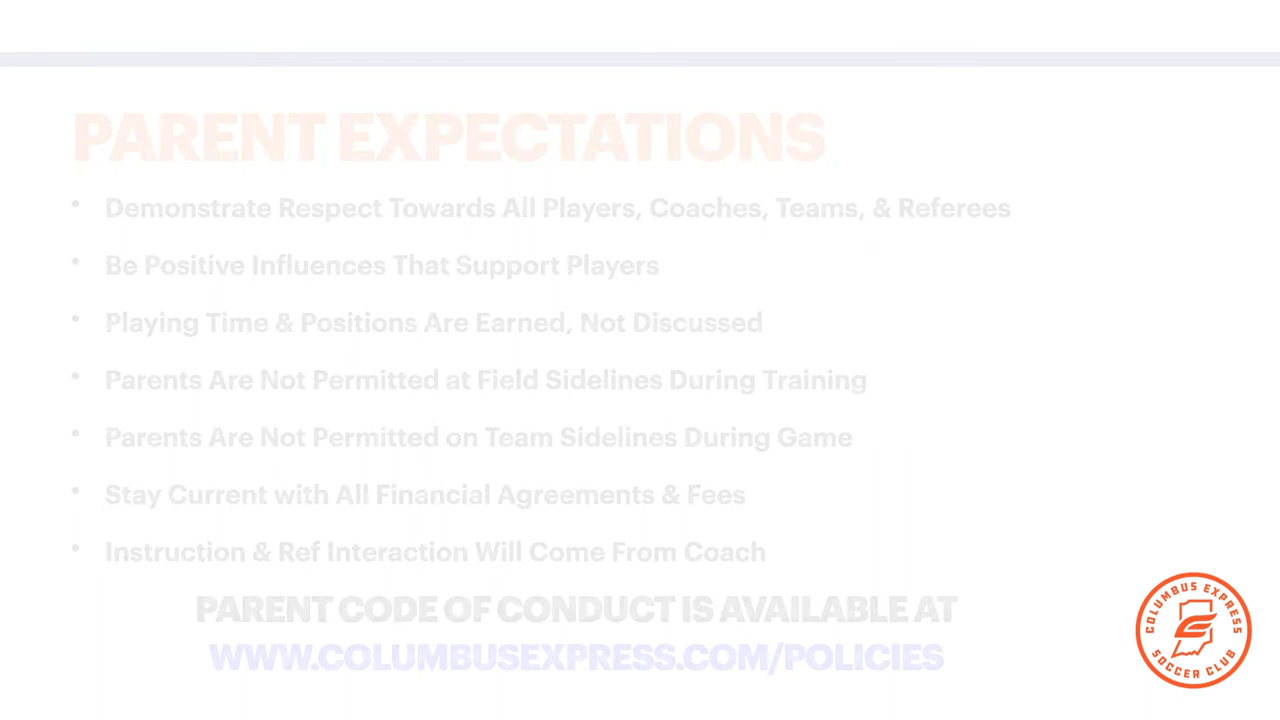 PARENT EXPECTATIONS
• Demonstrate Respect Towards All Players, Coaches, Teams, & Referees
• Be Positive Influences That Support Players
• Playing Time & Positions Are Earned, Not Discussed
• Parents Are Not Permitted at Field Sidelines During Training
• Parents Are Not Permitted on Team Sidelines During Game
• Stay Current with All Financial Agreements & Fees
• Instruction & Ref Interaction Will Come From Coach
PARENT CODE OF CONDUCT IS AVAILABLE AT
WWW.COLUMBUSEXPRESS.COM/POLICIES
COLUMBUS EXPRESS
SOCCER CLUB